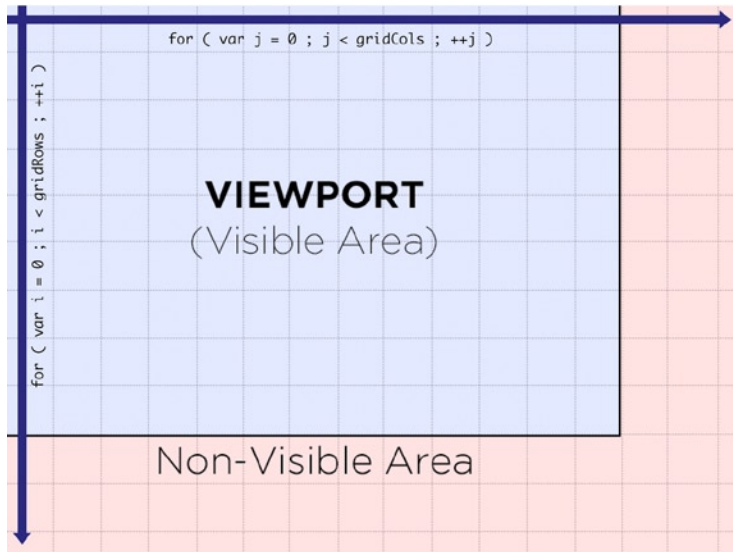 for ( var j = 0 ; j < gridCols ; ++j )
for ( var i = 0 ; i < gridRows ; ++i )
VIEWPORT
(Visible Area)
Non-Visible Area